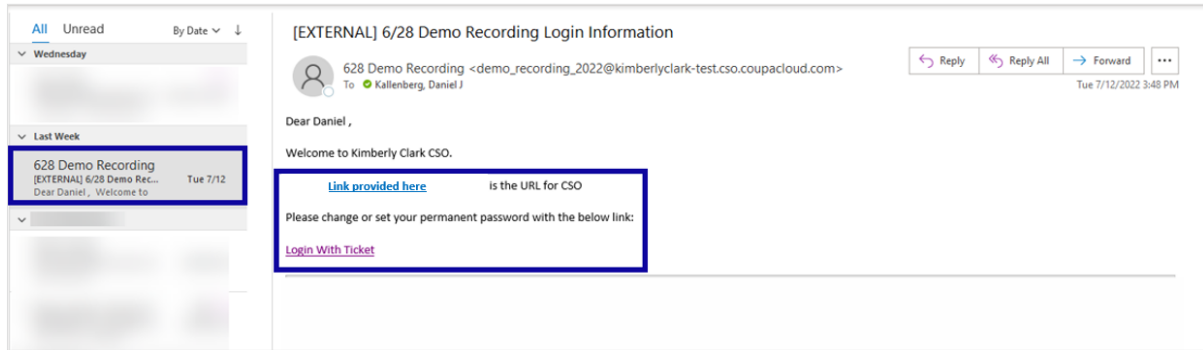 All Unread By Date ↓
Wednesday
Last Week
628 Demo Recording
[EXTERNAL] 6/28 Demo Rec... Tue 7/12
Dear Daniel , Welcome to
[EXTERNAL] 6/28 Demo Recording Login Information
628 Demo Recording <demo_recording_2022@kimberlyclark-test.cso.coupacloud.com>
To Kallenberg, Daniel J
Reply Reply All Forward ...
Tue 7/12/2022 3:48 PM
Dear Daniel ,
Welcome to Kimberly Clark CSO.
Link provided here is the URL for CSO
Please change or set your permanent password with the below link:
Login With Ticket